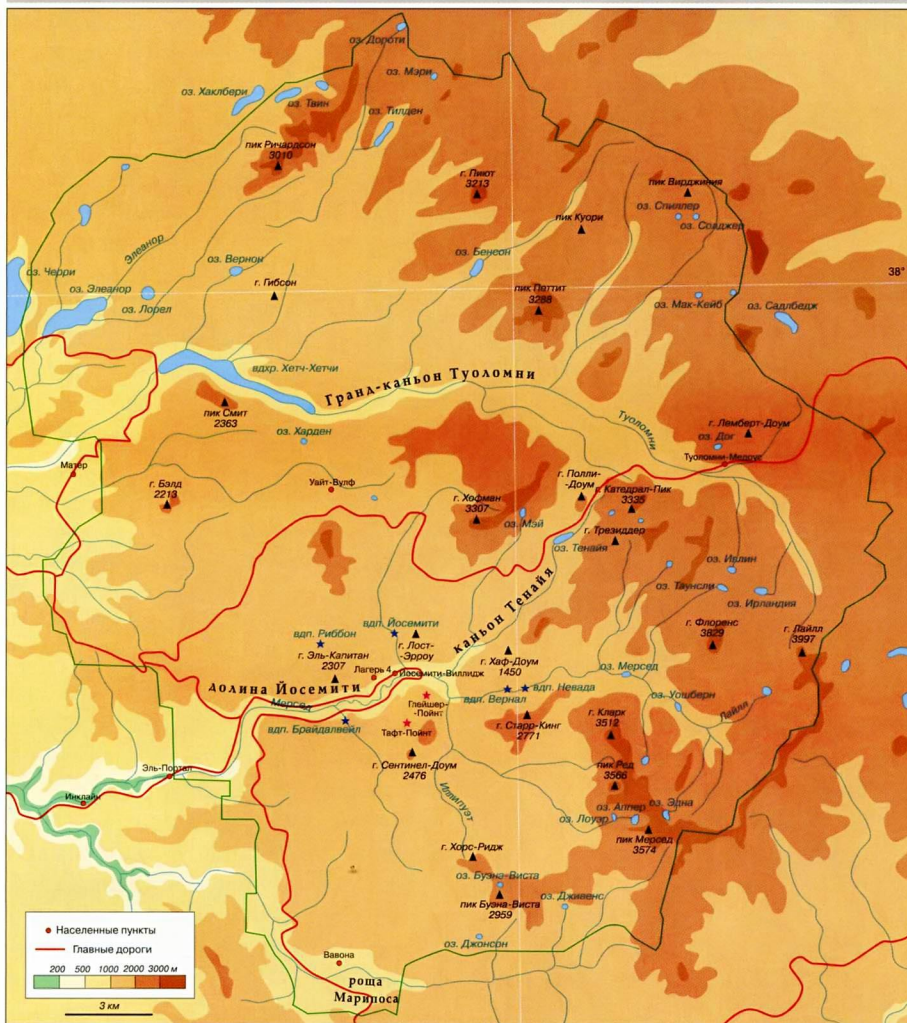 оз. Дороти
оз. Мэри
оз. Хаклбери
оз. Твин
оз. Тилден
пик Ричардсон
3010
г. Пиют
3213
пик Вирджиния
оз. Спиллер
оз. Солджер
пик Куори
Элеанор
оз. Вернон
оз. Бенсон
оз. Черри
38°
оз. Элеанор
г. Гибсон
пик Петтит
3288
оз. Лорел
оз. Мак-Кейб
оз. Садлбедж
вдхр. Хетч-Хетчи
Гранд-каньон Туоломни
пик Смит
2363
Туоломни
оз. Харден
г. Лемберт-Доум
оз. Дог
Туоломни-Медоуз
Матер
г. Бэлд
2213
Уайт-Вулф
г. Полли-
-Доум
г. Катедрал-Пик
3335
г. Хофман
3307
оз. Мэй
г. Трезиддер
оз. Тенайя
оз. Ивлин
каньон Тенайя
оз. Таунсли
оз. Ирландия
вдп. Йосемити
г. Флоренс
3829
г. Лайлл
3997
вдп. Риббон
г. Лост-
-Эрроу
г. Эль-Капитан
2307
г. Хаф-Доум
1450
Лагерь 4
Йосемити-Виллидж
оз. Мерсед
долина Йосемити
вдп. Невада
вдп. Вернал
оз. Уошберн
Мерсед
Глейшер-
-Пойнт
Лайлл
вдп. Брайдалвейл
Тафт-Пойнт
г. Старр-Кинг
2771
г. Кларк
3512
г. Сентинел-Доум
2476
Эль-Портал
пик Ред
3566
Инклайн
Иллилуэт
оз. Аппер
оз. Эдна
оз. Лоуэр
пик Мерсед
3574
г. Хорс-Ридж
оз. Буэна-Виста
пик Буэна-Виста
2959
оз. Дживенс
оз. Джонсон
Вавона
роща
Марипоса
Населенные пункты
Главные дороги
200 500 1000 2000 3000 м
3 км